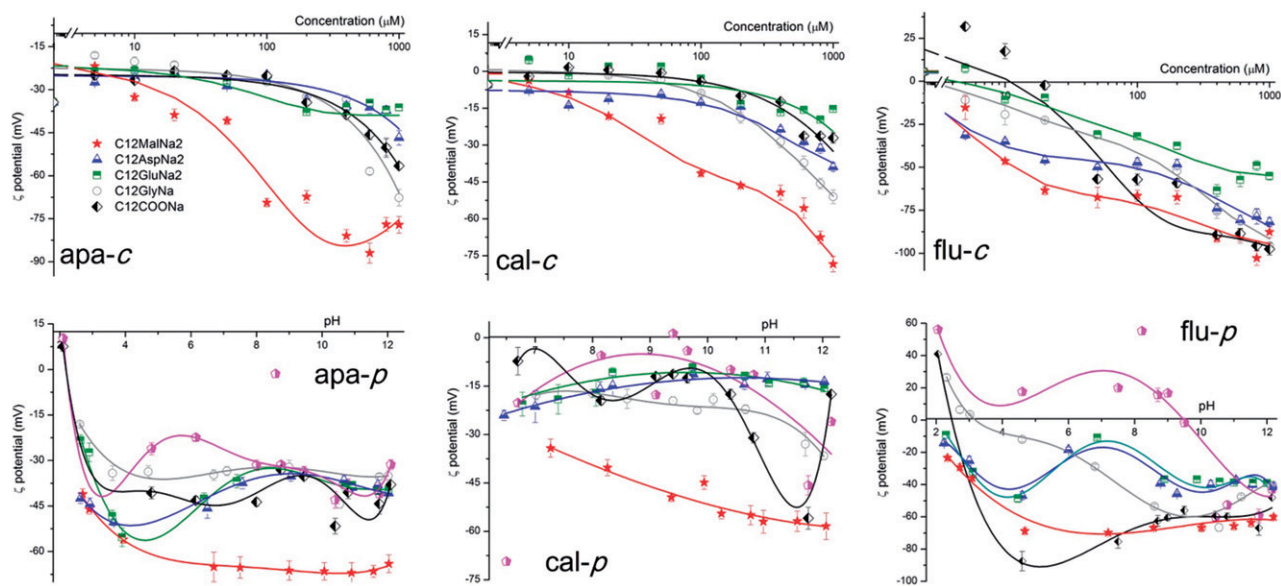 Concentration (μM)
10 100 1000
-15
-30
-45
-60
-75
-90
ζ potential (mV)
C12MalNa2
C12AspNa2
C12GluNa2
C12GlyNa
C12COONa
apa-c
Concentration (μM)
10 100 1000
0
-15
-30
-45
-60
-75
ζ potential (mV)
cal-c
25
0
-25
-50
-75
-100
Concentration (μM)
100 1000
ζ potential (mV)
flu-c
pH
15
2 4 6 8 10 12
0
-15
-30
-45
-60
ζ potential (mV)
apa-p
pH
15
7 8 9 10 11 12
0
-15
-30
-45
-60
-75
ζ potential (mV)
cal-p
60
40
20
0
-20
-40
-60
-80
-100
pH
2 4 6 8 10 12
ζ potential (mV)
flu-p